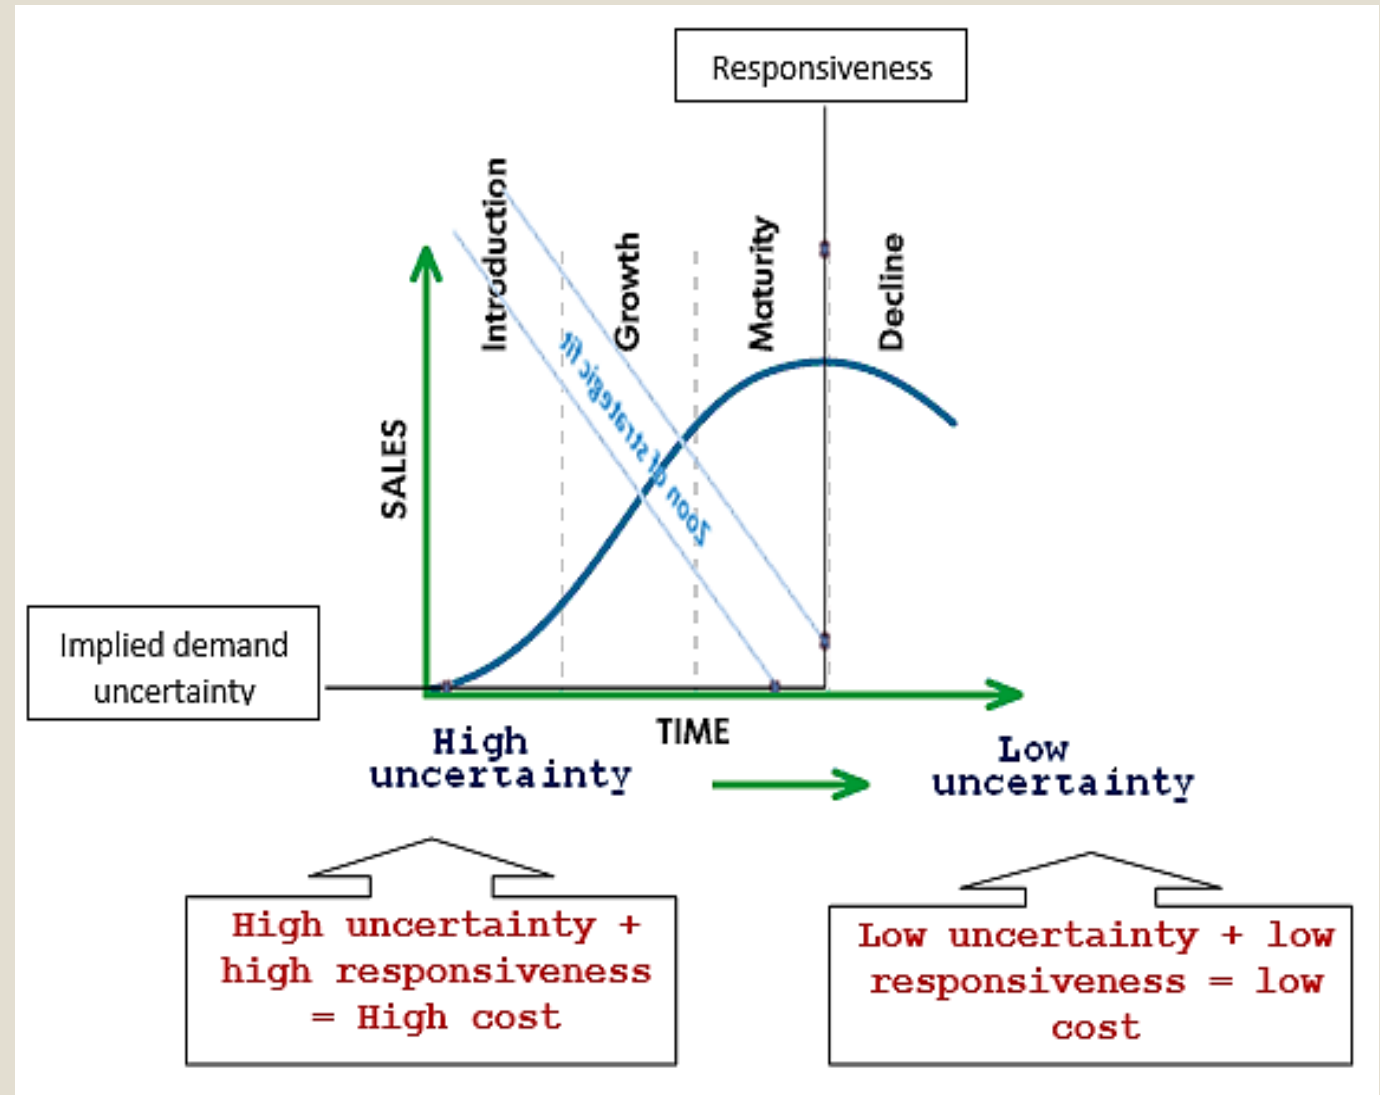 Responsiveness
Introduction
Growth
Maturity
Decline
Zoon of strategic fit
SALES
Implied demand
uncertainty
TIME
High
uncertainty
Low
uncertainty
High uncertainty +
high responsiveness
= High cost
Low uncertainty + low
responsiveness = low
cost